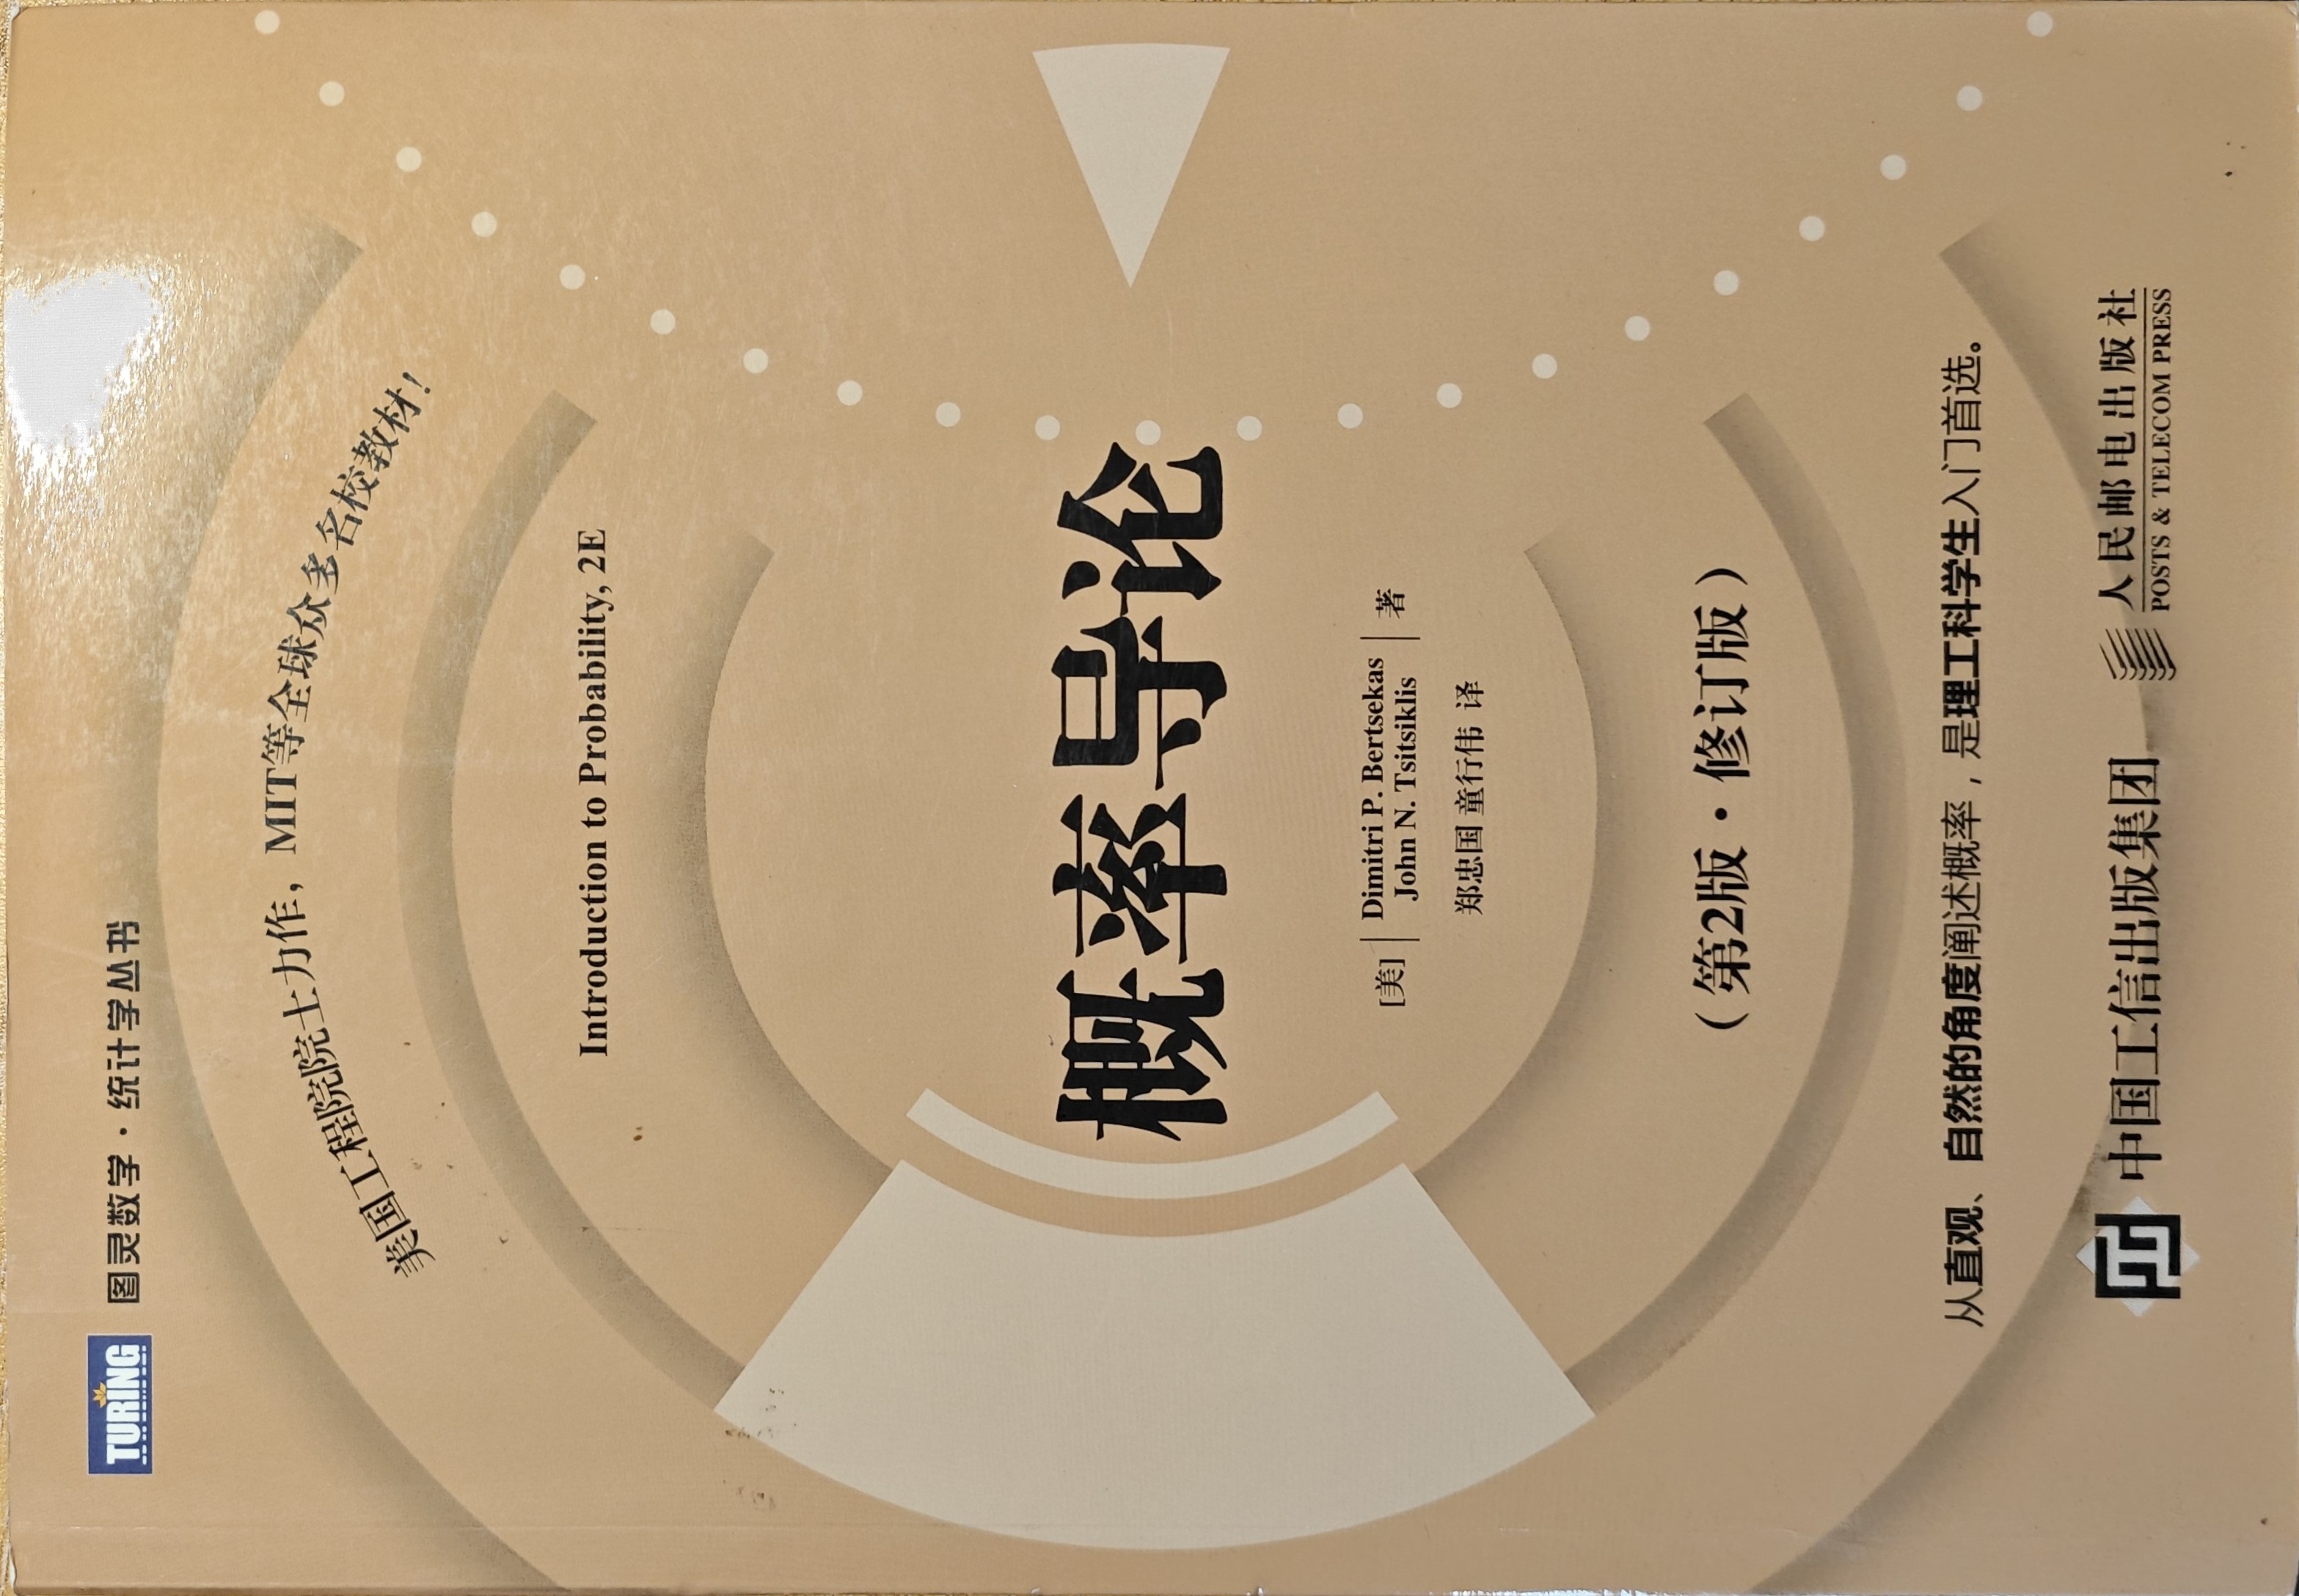 TURING 图灵数学·统计学丛书
美国工程院院士力作，MIT等全球众多名校教材！
Introduction to Probability, 2E
概率导论
[美] Dimitri P. Bertsekas
John N. Tsitsiklis 著
郑忠国 童行伟 译
（第2版·修订版）
从直观、自然的角度阐述概率，是理工科学生入门首选。
中国工信出版集团 人民邮电出版社
POSTS & TELECOM PRESS